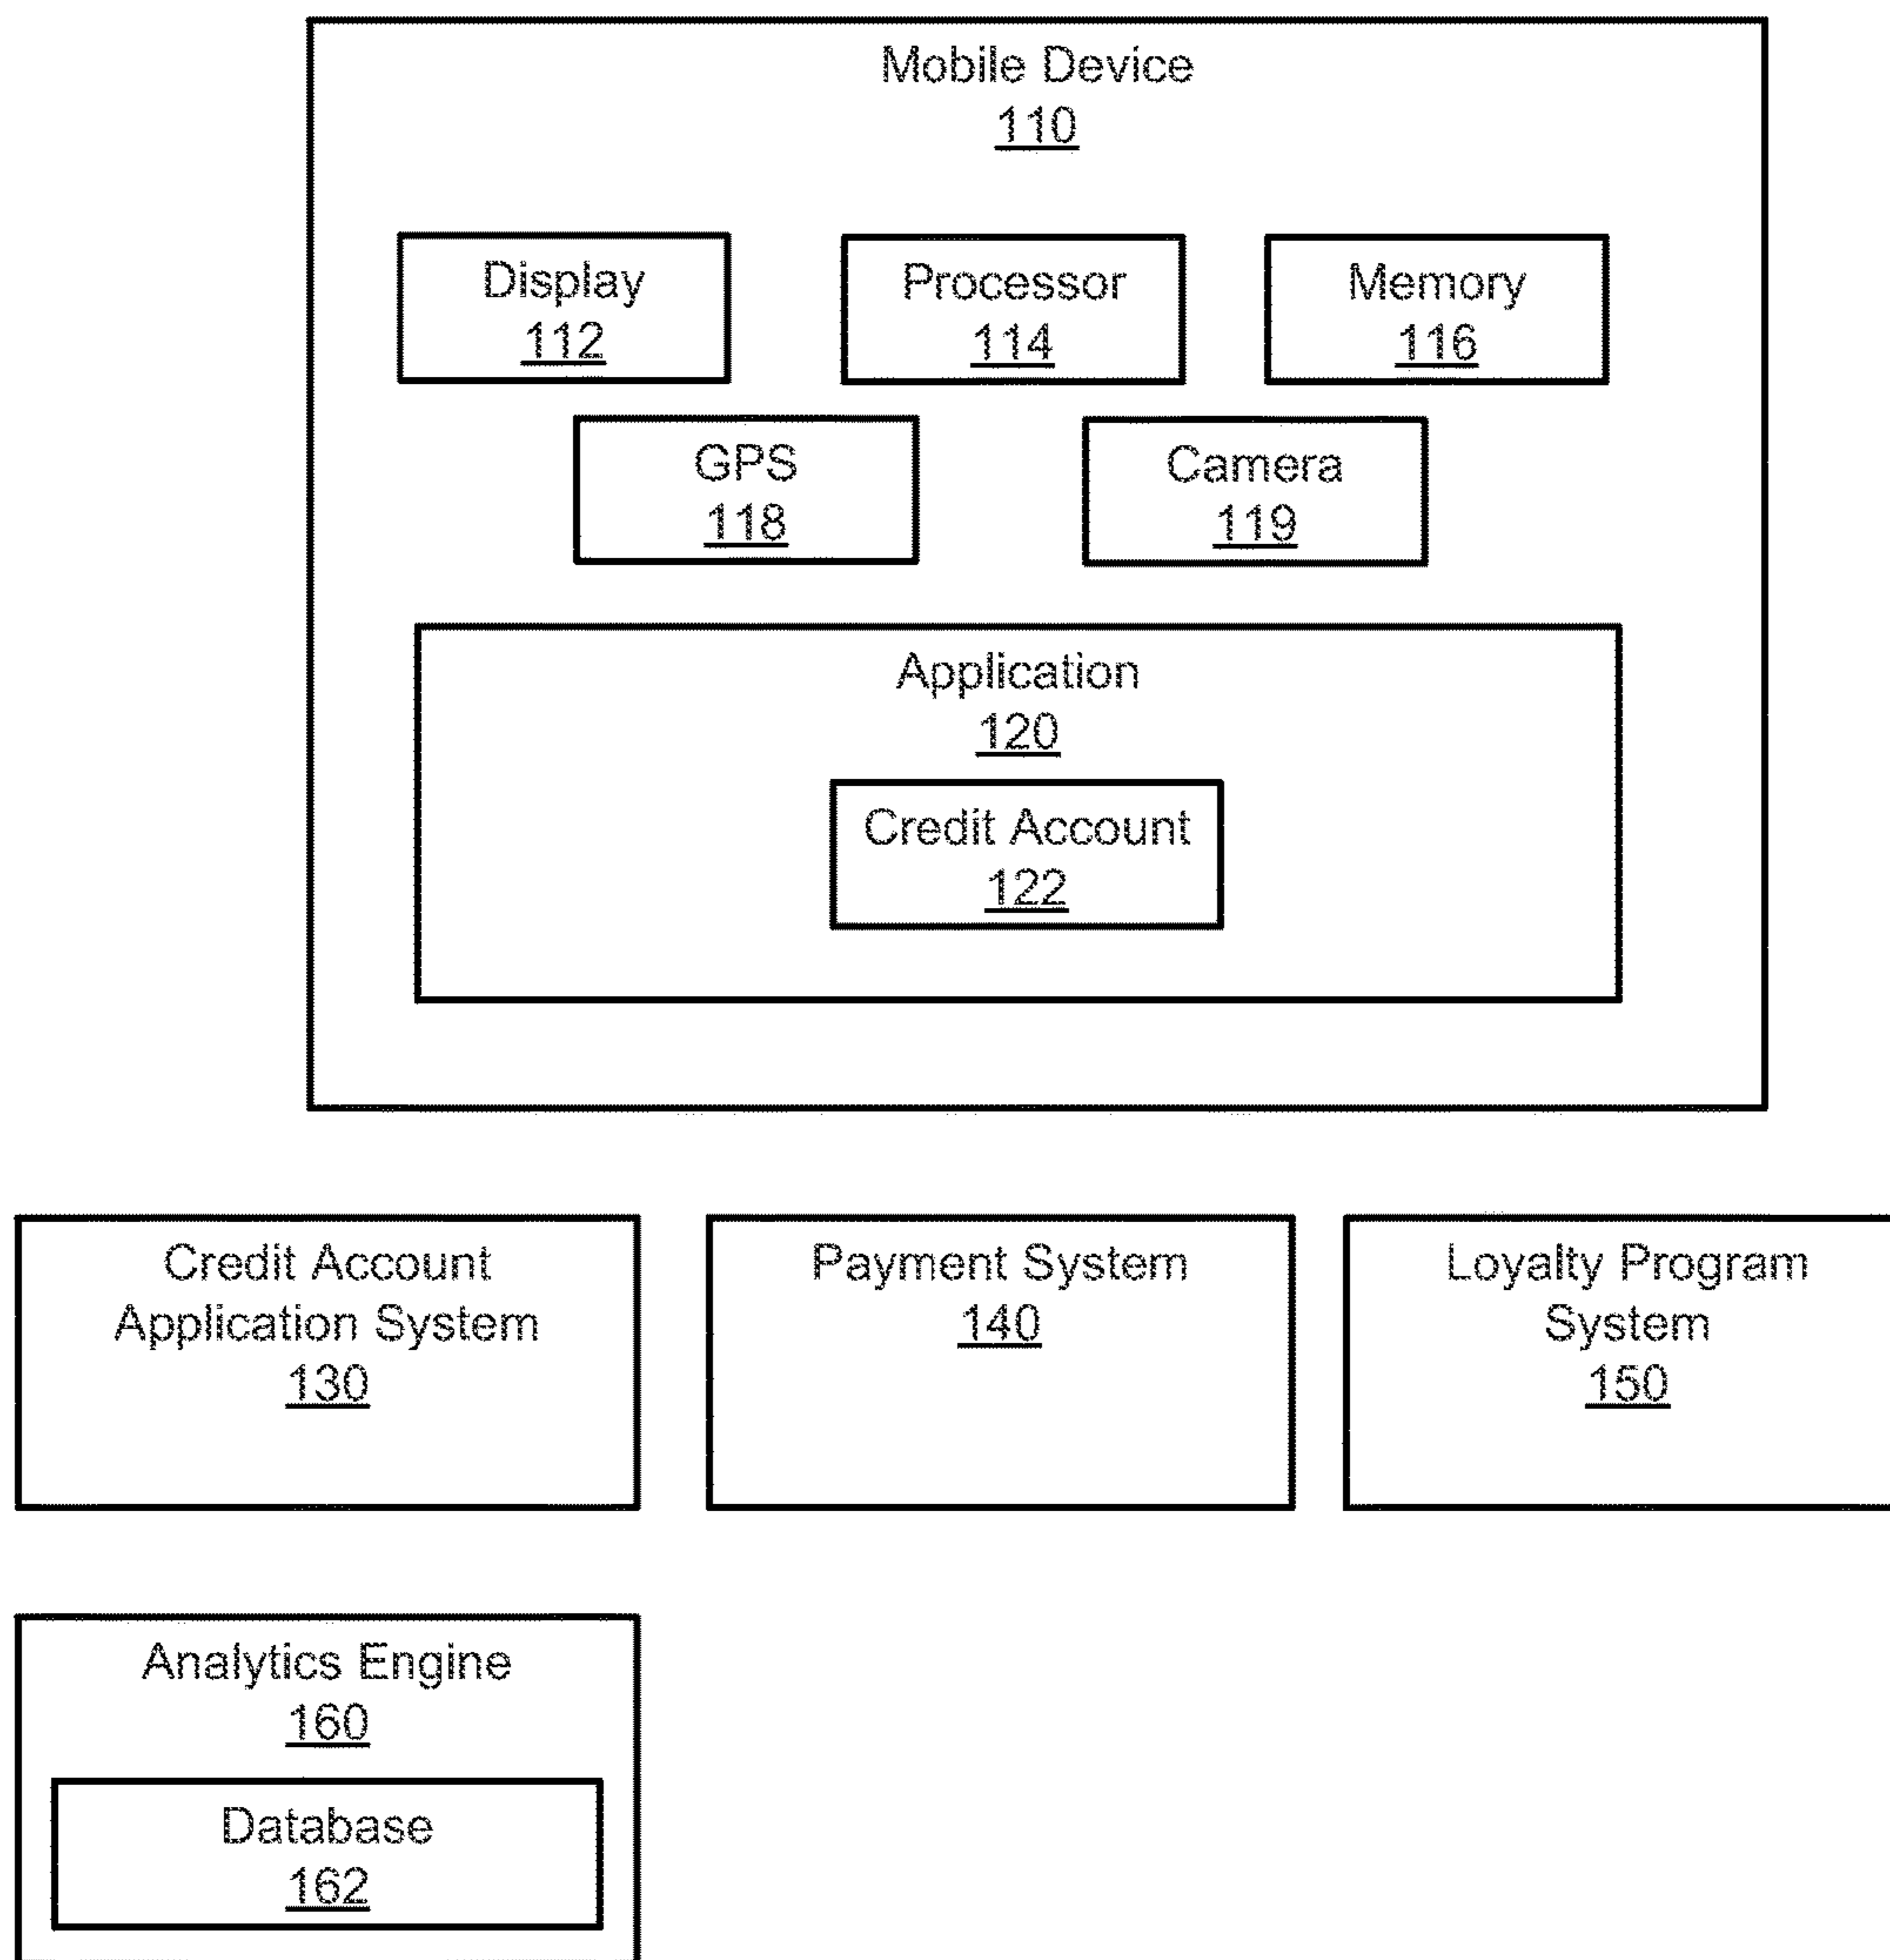 Mobile Device
110
Display
112
Processor
114
Memory
116
GPS
118
Camera
119
Application
120
Credit Account
122
Credit Account
Application System
130
Payment System
140
Loyalty Program
System
150
Analytics Engine
160
Database
162